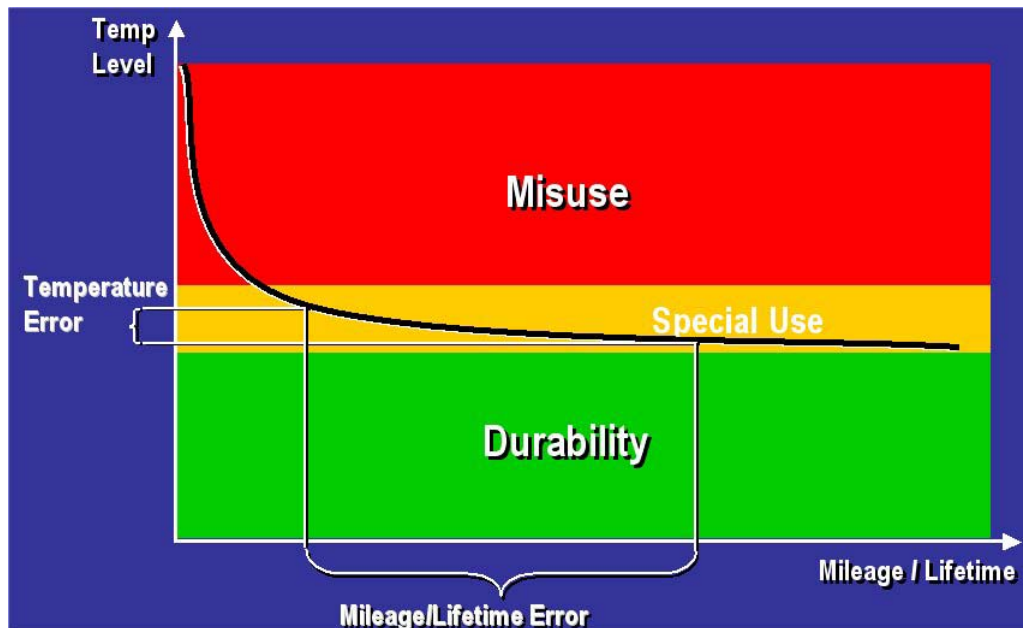 Temp
Level
Misuse
Temperature
Error
Special Use
Durability
Mileage / Lifetime
Mileage/Lifetime Error